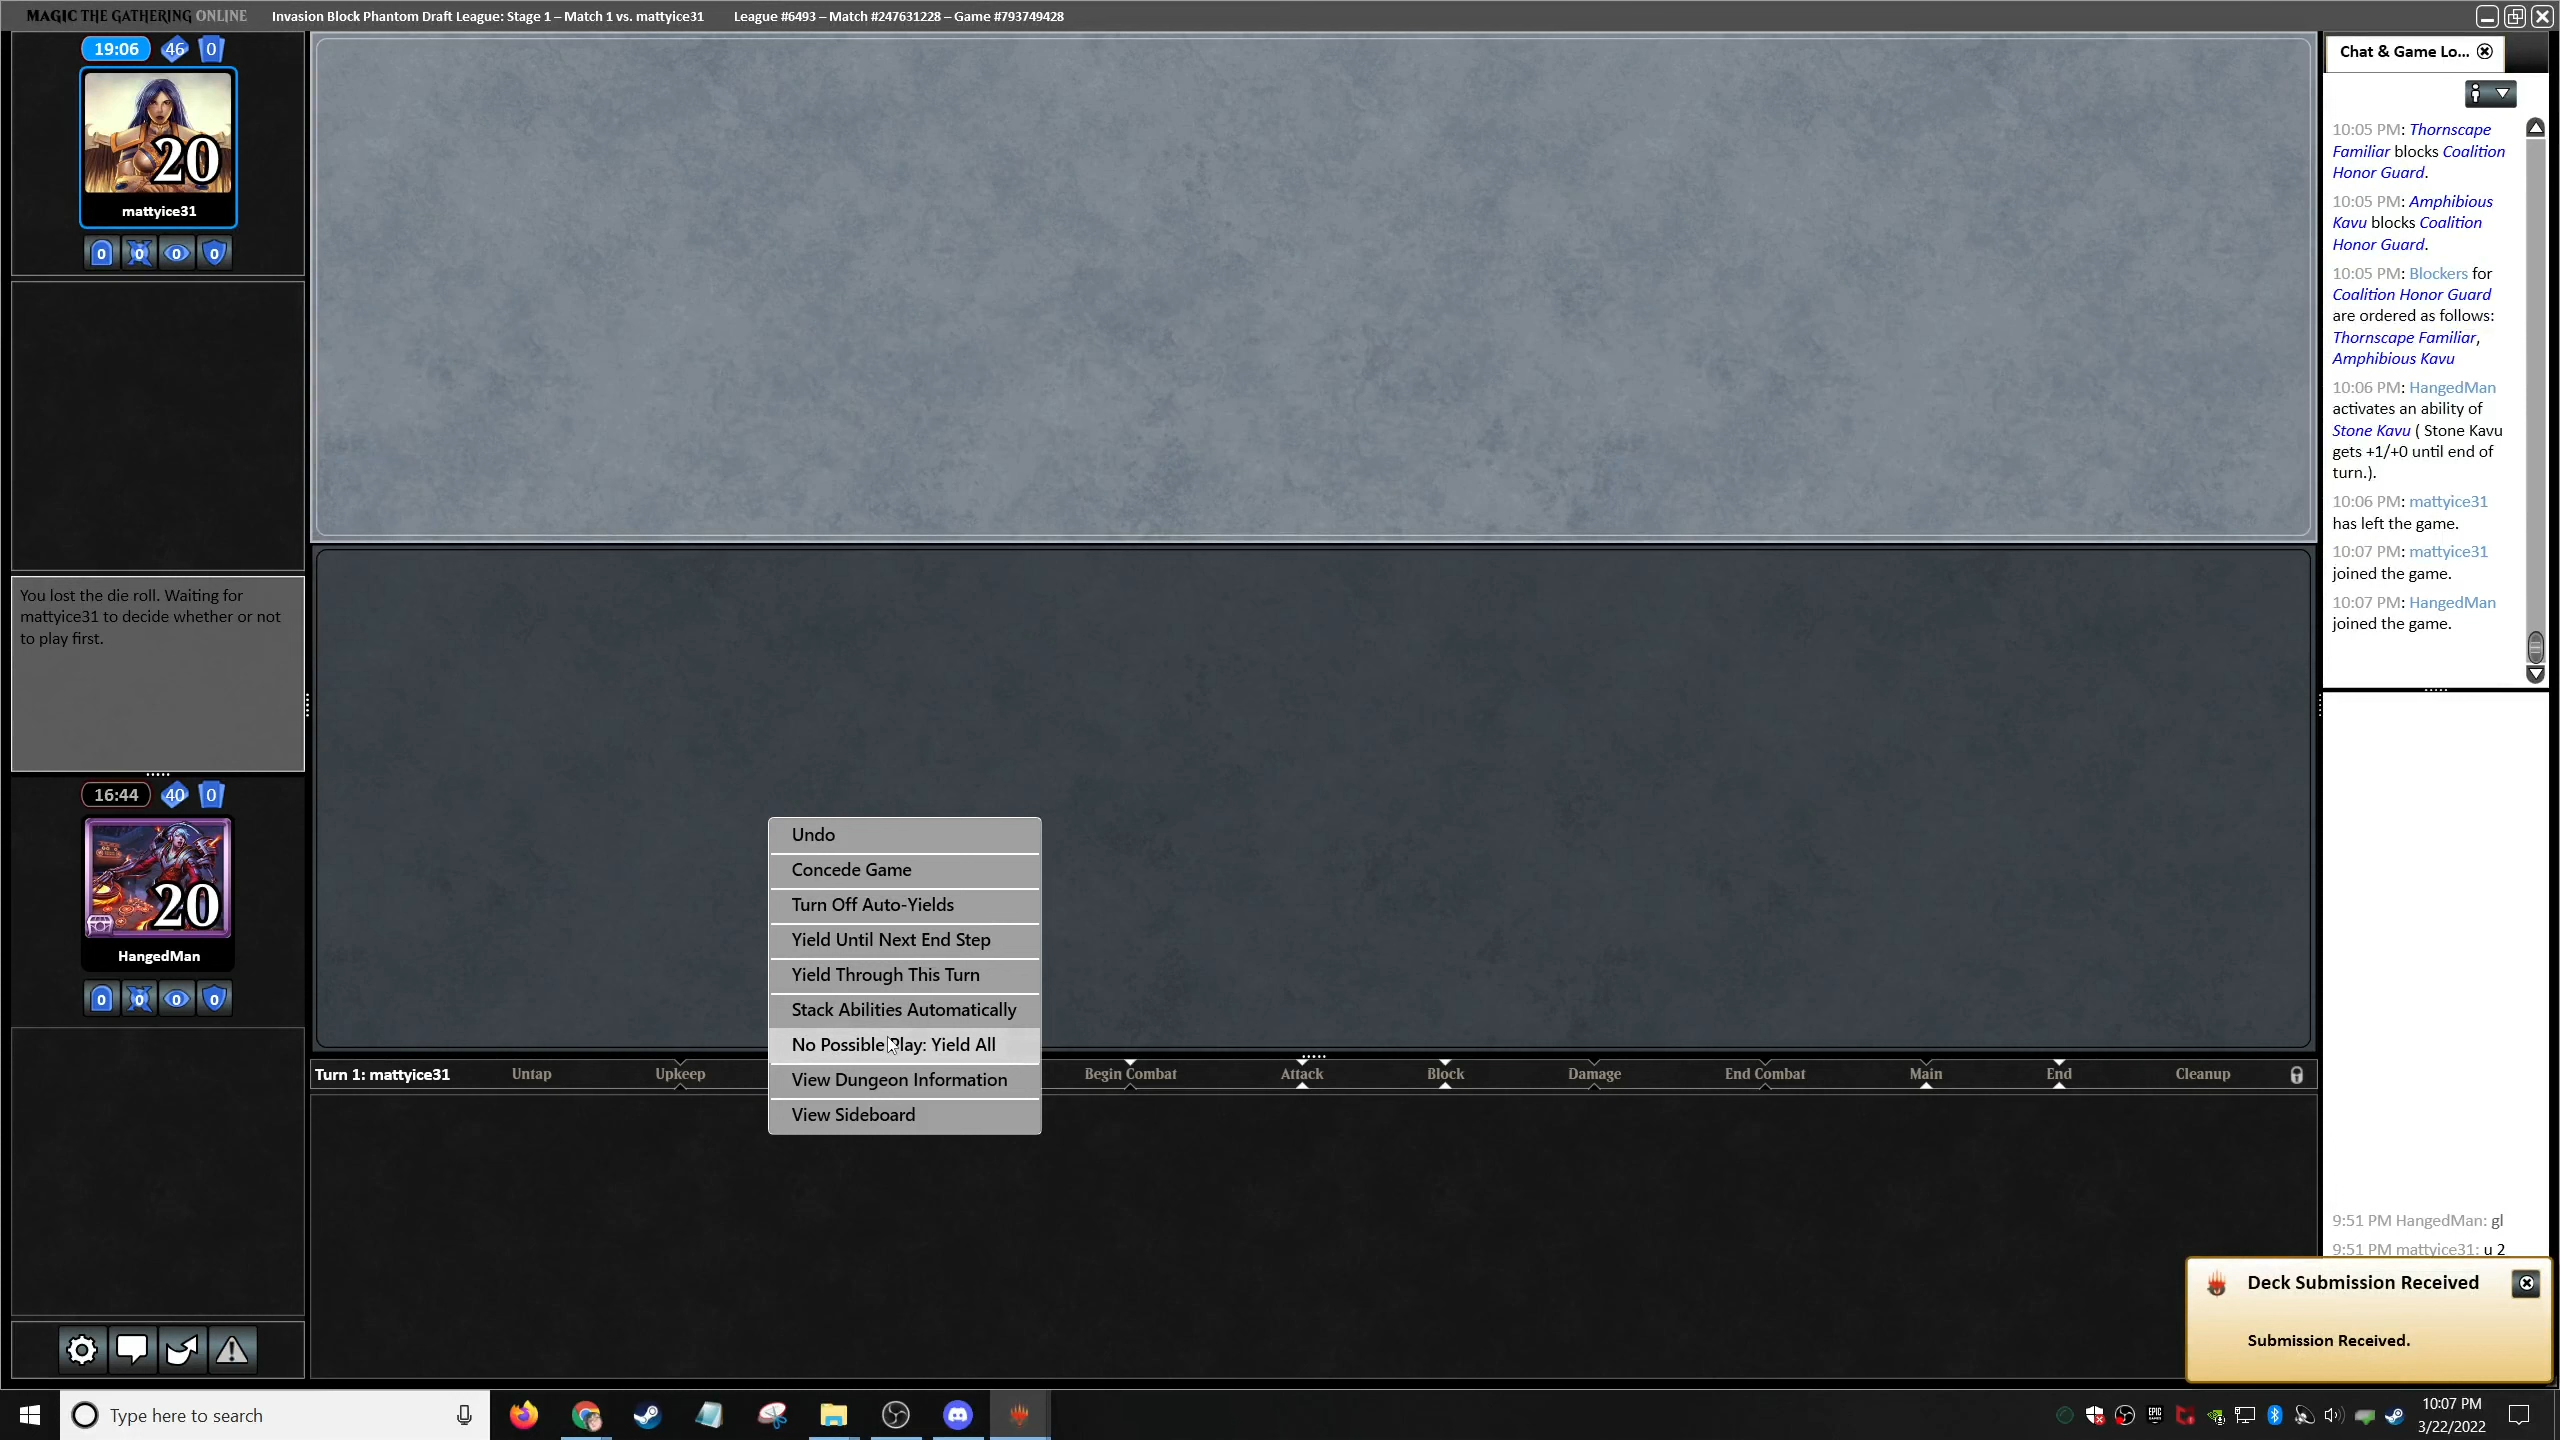 MAGIC THE GATHERING ONLINE
Invasion Block Phantom Draft League: Stage 1 – Match 1 vs. mattyice31
League #6493 – Match #247631228 – Game #793749428
19:06
46
0
20
mattyice31
0
0
0
0
You lost the die roll. Waiting for
mattyice31 to decide whether or not
to play first.
16:44
40
0
20
HangedMan
0
0
0
0
Undo
Concede Game
Turn Off Auto-Yields
Yield Until Next End Step
Yield Through This Turn
Stack Abilities Automatically
No Possible Play: Yield All
View Dungeon Information
View Sideboard
Turn 1: mattyice31
Untap
Upkeep
Begin Combat
Attack
Block
Damage
End Combat
Main
End
Cleanup
Chat & Game Lo...
10:05 PM: Thornscape
Familiar blocks Coalition
Honor Guard.
10:05 PM: Amphibious
Kavu blocks Coalition
Honor Guard.
10:05 PM: Blockers for
Coalition Honor Guard
are ordered as follows:
Thornscape Familiar,
Amphibious Kavu
10:06 PM: HangedMan
activates an ability of
Stone Kavu ( Stone Kavu
gets +1/+0 until end of
turn.).
10:06 PM: mattyice31
has left the game.
10:07 PM: mattyice31
joined the game.
10:07 PM: HangedMan
joined the game.
9:51 PM HangedMan: gl
9:51 PM mattyice31: u 2
Deck Submission Received
Submission Received.
Type here to search
EPIC
10:07 PM
3/22/2022